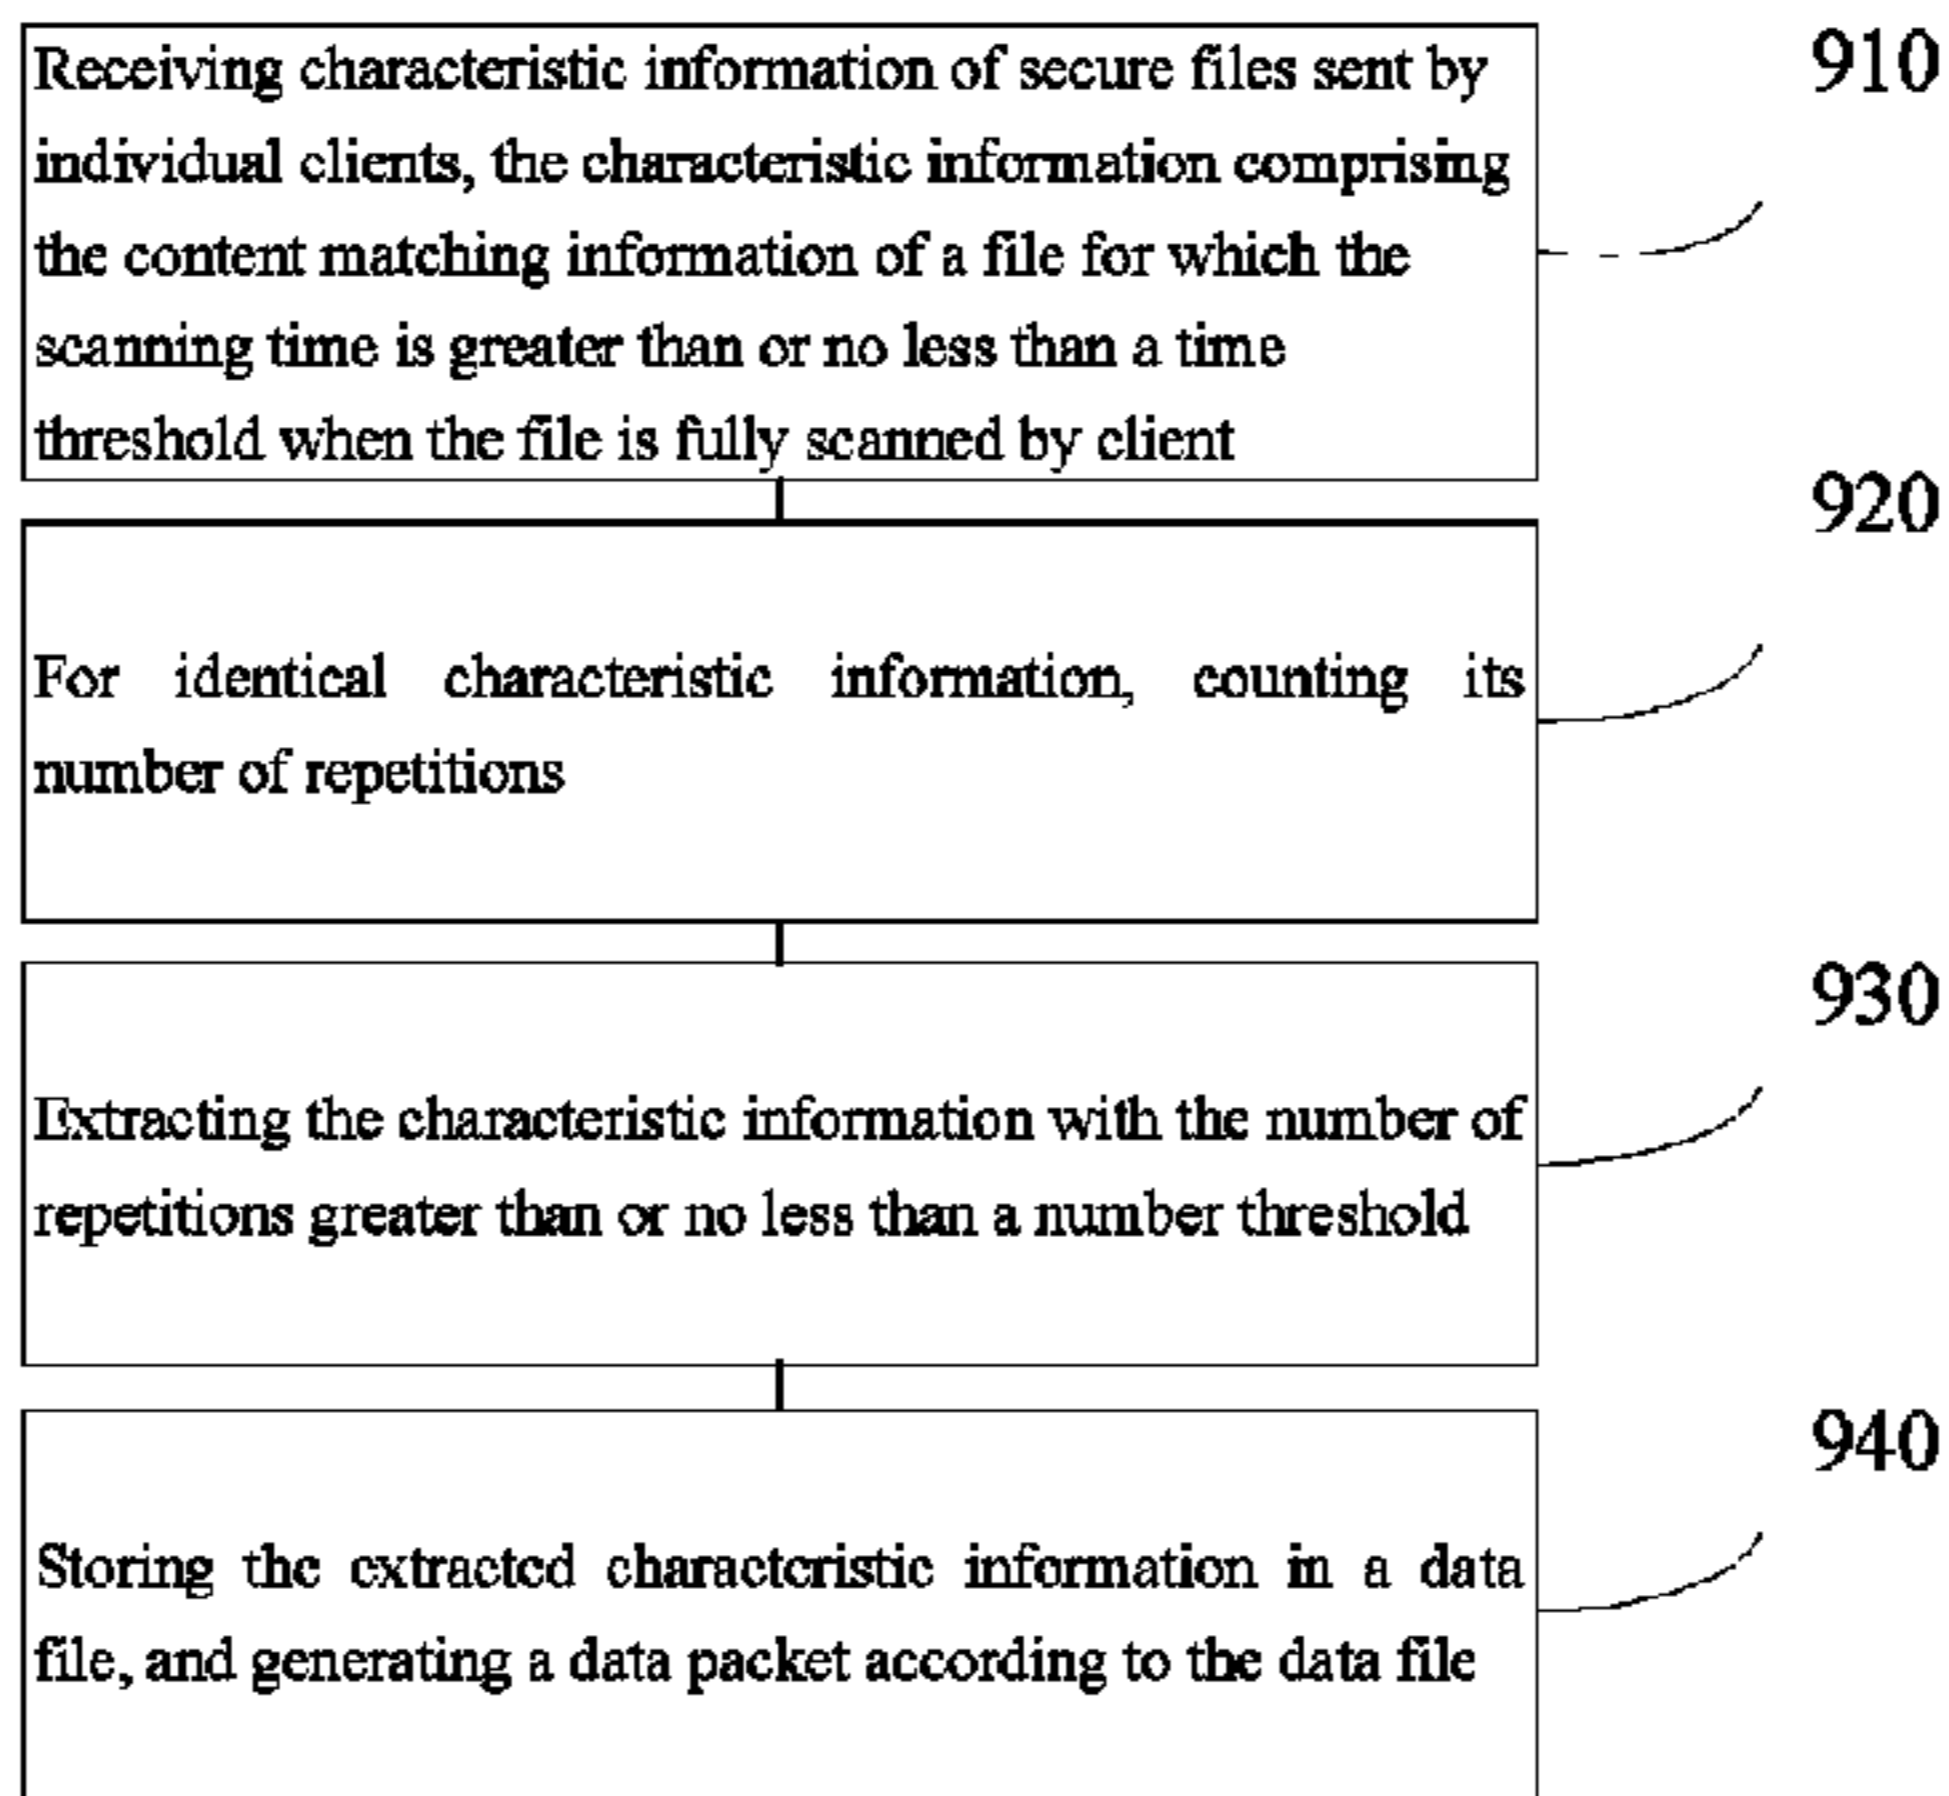 Receiving characteristic information of secure files sent by
individual clients, the characteristic information comprising
the content matching information of a file for which the
scanning time is greater than or no less than a time
threshold when the file is fully scanned by client
910
For identical characteristic information, counting its
number of repetitions
920
Extracting the characteristic information with the number of
repetitions greater than or no less than a number threshold
930
Storing the extracted characteristic information in a data
file, and generating a data packet according to the data file
940